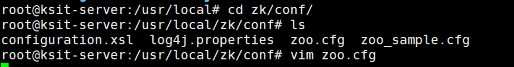 root@ksit-server:/usr/local# cd zk/conf/
root@ksit-server:/usr/local/zk/conf# ls
configuration.xsl  log4j.properties  zoo.cfg  zoo_sample.cfg
root@ksit-server:/usr/local/zk/conf# vim zoo.cfg